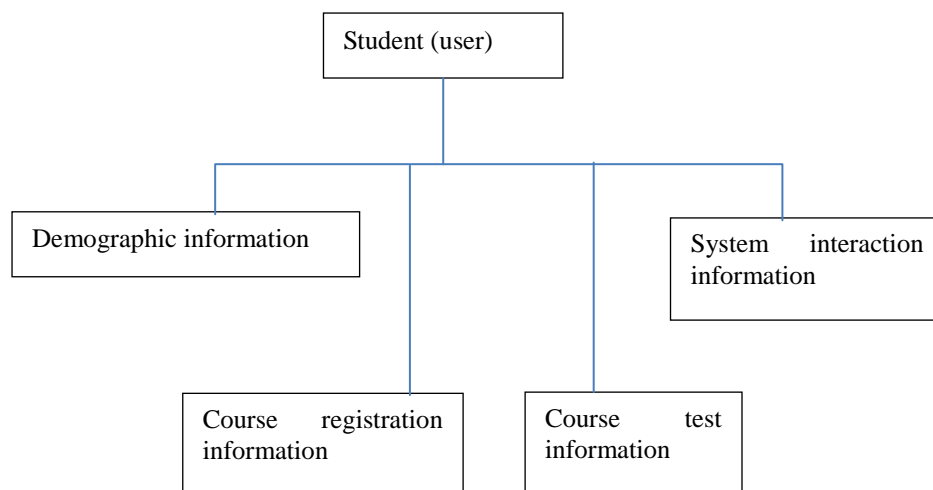 Student (user)
Demographic information
System interaction
information
Course registration
information
Course test
information